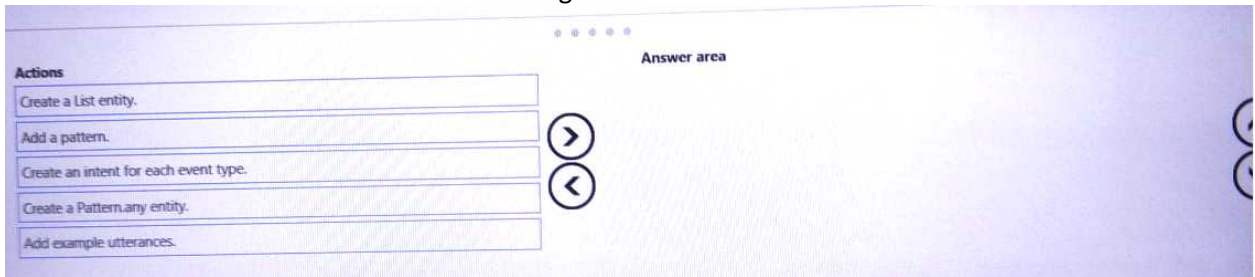 Actions
Answer area
Create a List entity.
Add a pattern.
Create an intent for each event type.
Create a Pattern.any entity.
Add example utterances.